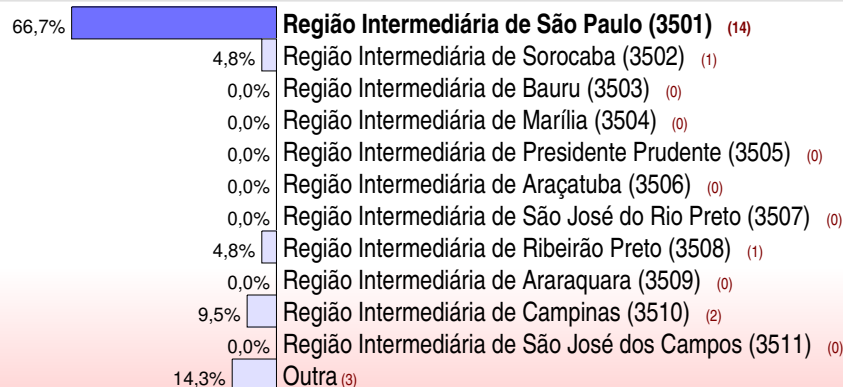 66,7% Região Intermediária de São Paulo (3501) (14)
4,8% Região Intermediária de Sorocaba (3502) (1)
0,0% Região Intermediária de Bauru (3503) (0)
0,0% Região Intermediária de Marília (3504) (0)
0,0% Região Intermediária de Presidente Prudente (3505) (0)
0,0% Região Intermediária de Araçatuba (3506) (0)
0,0% Região Intermediária de São José do Rio Preto (3507) (0)
4,8% Região Intermediária de Ribeirão Preto (3508) (1)
0,0% Região Intermediária de Araraquara (3509) (0)
9,5% Região Intermediária de Campinas (3510) (2)
0,0% Região Intermediária de São José dos Campos (3511) (0)
14,3% Outra (3)